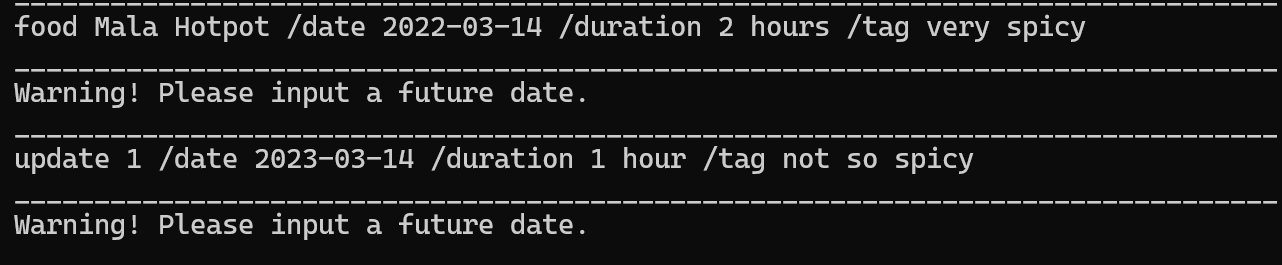 food Mala Hotpot /date 2022-03-14 /duration 2 hours /tag very spicy
Warning! Please input a future date.
update 1 /date 2023-03-14 /duration 1 hour /tag not so spicy
Warning! Please input a future date.